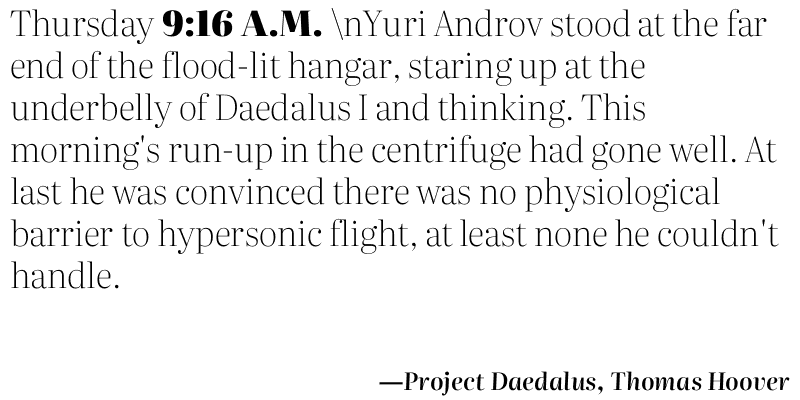 Thursday 9:16 A.M. \nYuri Androv stood at the far
end of the flood-lit hangar, staring up at the
underbelly of Daedalus I and thinking. This
morning's run-up in the centrifuge had gone well. At
last he was convinced there was no physiological
barrier to hypersonic flight, at least none he couldn't
handle.
—Project Daedalus, Thomas Hoover